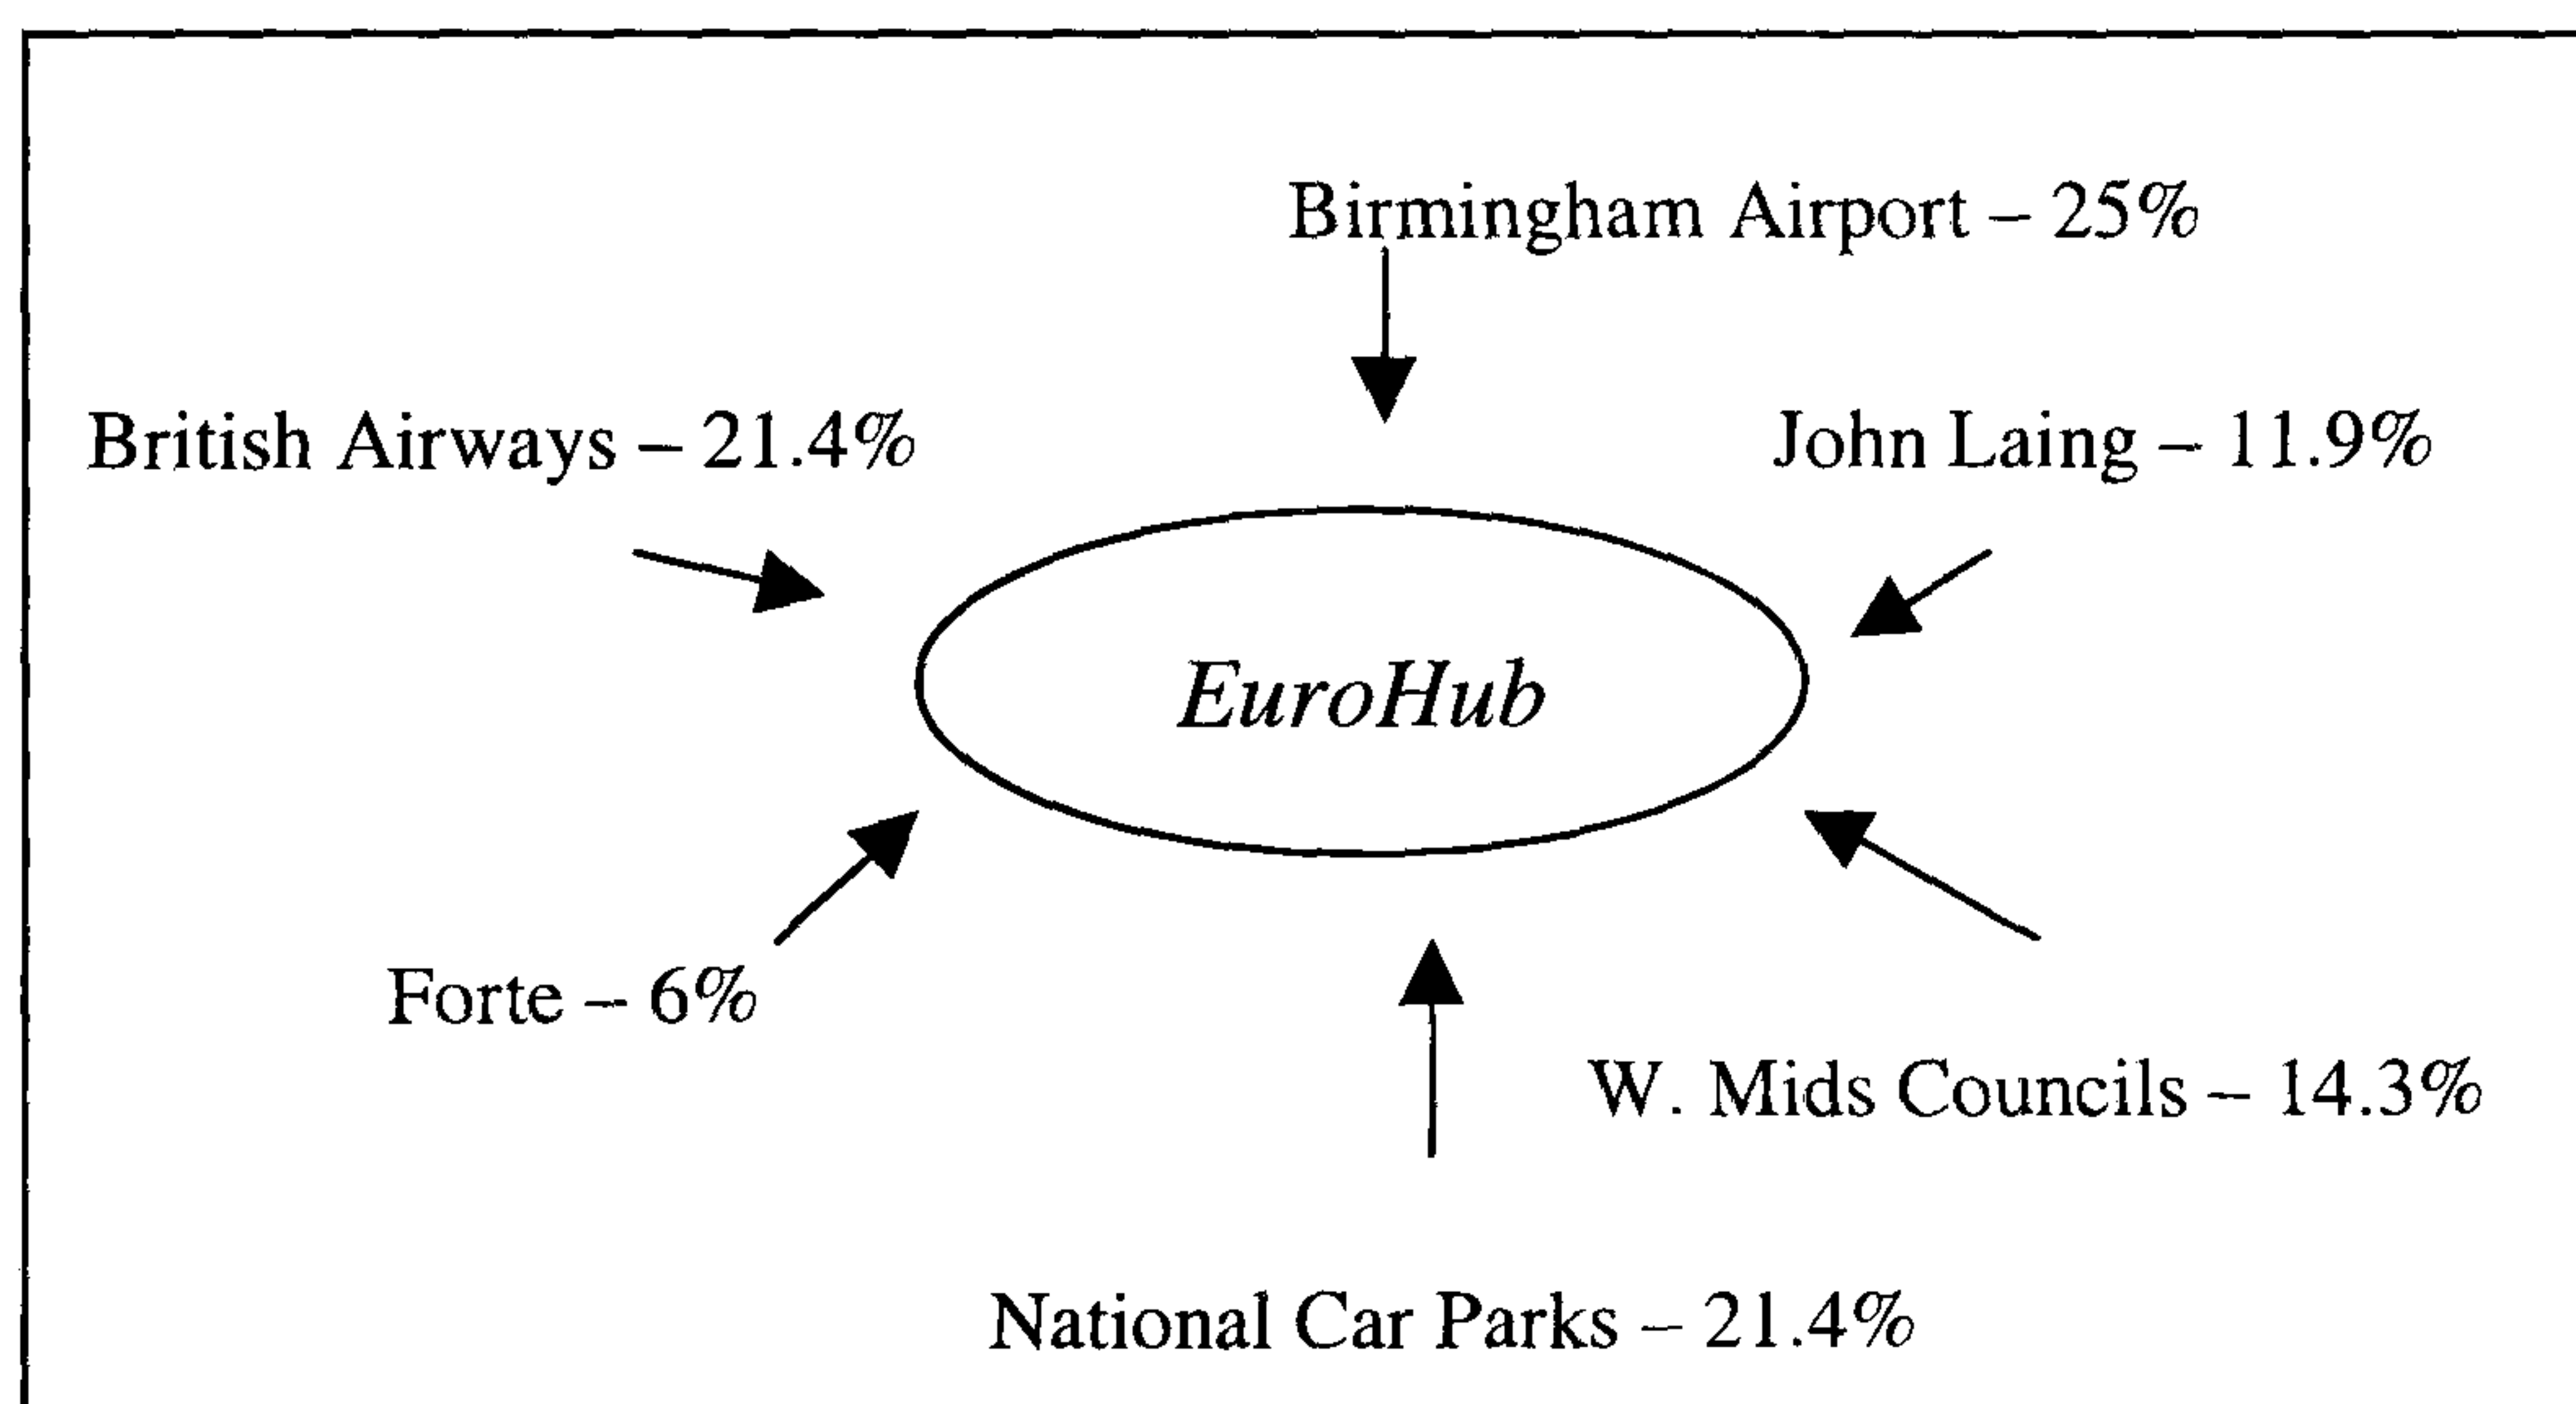 Birmingham Airport – 25%
British Airways – 21.4%
John Laing – 11.9%
EuroHub
Forte – 6%
W. Mids Councils – 14.3%
National Car Parks – 21.4%